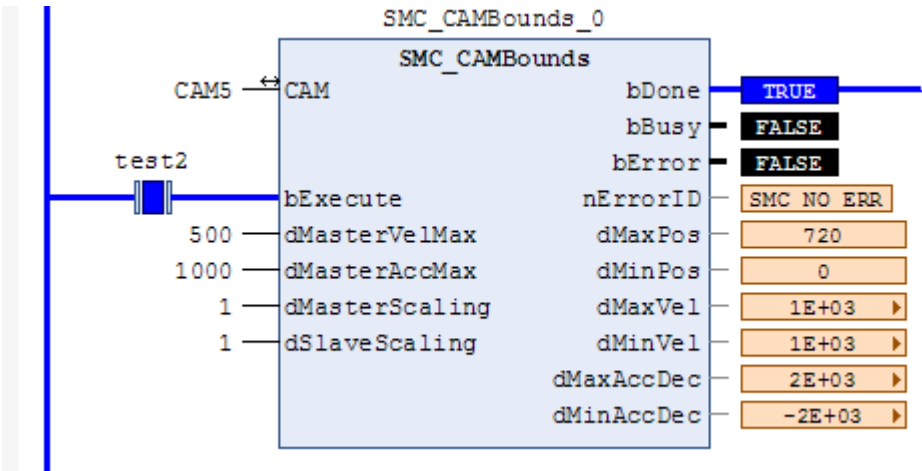 SMC_CAMBounds_0
SMC_CAMBounds
CAM5 CAM bDone TRUE
bBusy FALSE
test2 bError FALSE
bExecute nErrorID SMC NO ERR
500 dMasterVelMax dMaxPos 720
1000 dMasterAccMax dMinPos 0
1 dMasterScaling dMaxVel 1E+03
1 dSlaveScaling dMinVel 1E+03
dMaxAccDec 2E+03
dMinAccDec -2E+03